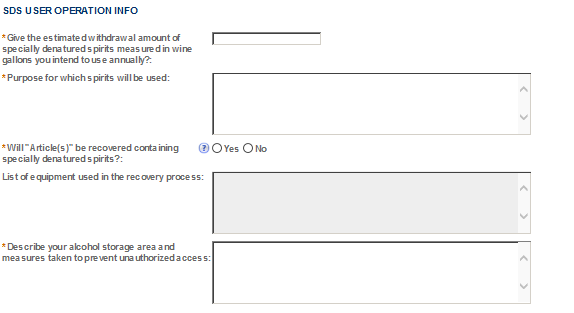 SDS USER OPERATION INFO
*Give the estimated withdrawal amount of
specially denatured spirits measured in wine
gallons you intend to use annually?:
*Purpose for which spirits will be used:
*Will "Article(s)" be recovered containing ? Yes No
specially denatured spirits?:
List of equipment used in the recovery process:
*Describe your alcohol storage area and
measures taken to prevent unauthorized access: